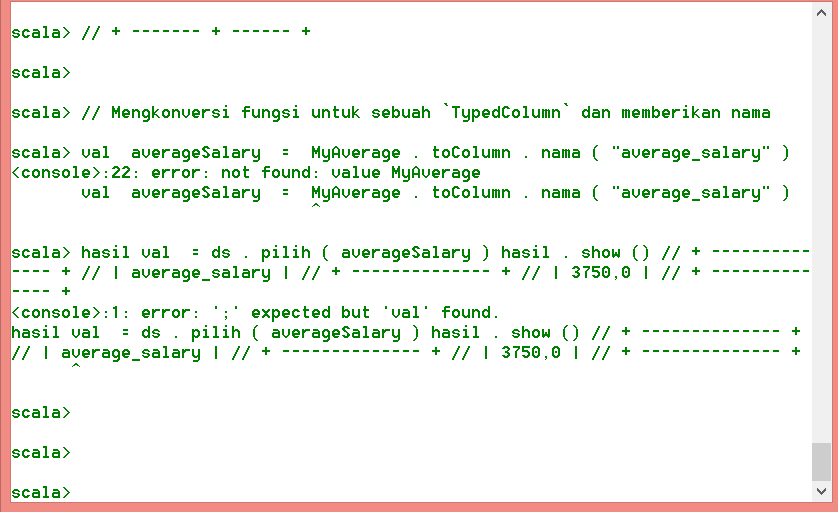 scala> // + ------- + ------ +
scala>
scala> // Mengkonversi fungsi untuk sebuah `TypedColumn` dan memberikan nama
scala> val  averageSalary  =  MyAverage . toColumn . nama ( "average_salary" )
<console>:22: error: not found: value MyAverage
       val  averageSalary  =  MyAverage . toColumn . nama ( "average_salary" )
                              ^
scala> hasil val  = ds . pilih ( averageSalary ) hasil . show () // + ----------
---- + // | average_salary | // + -------------- + // | 3750,0 | // + ----------
---- +
<console>:1: error: ';' expected but 'val' found.
hasil val  = ds . pilih ( averageSalary ) hasil . show () // + -------------- +
// | average_salary | // + -------------- + // | 3750,0 | // + -------------- +
      ^
scala>
scala>
scala>